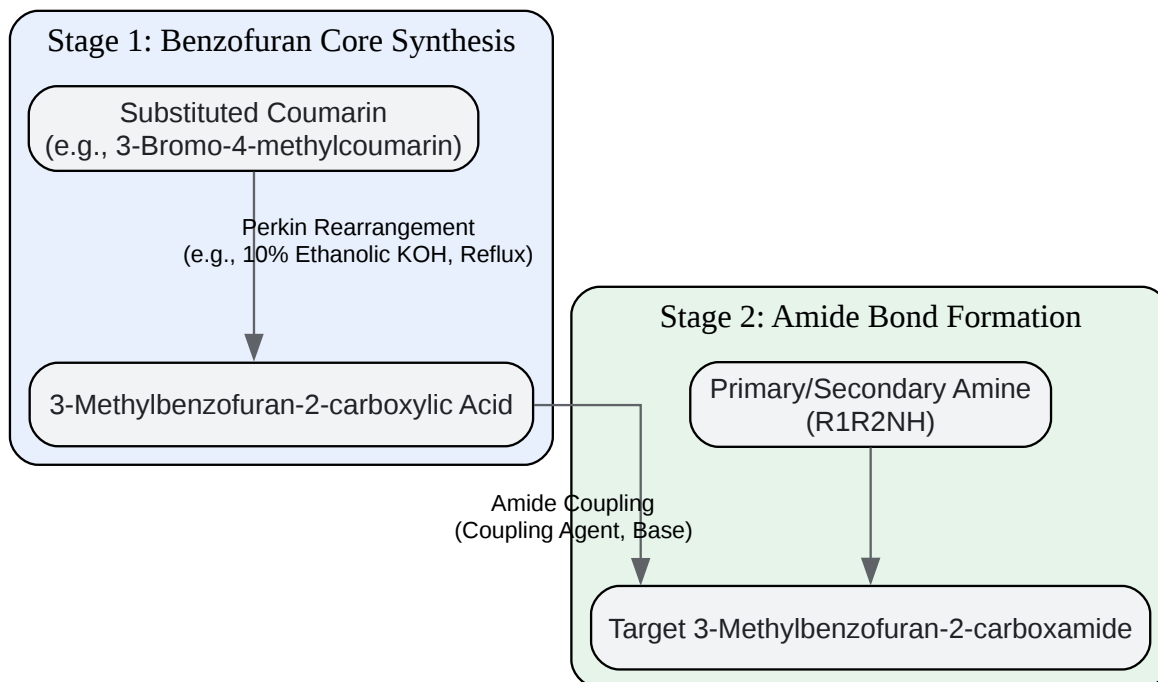 Stage 1: Benzofuran Core Synthesis
Substituted Coumarin
(e.g., 3-Bromo-4-methylcoumarin)
Perkin Rearrangement
(e.g., 10% Ethanolic KOH, Reflux)
3-Methylbenzofuran-2-carboxylic Acid
Stage 2: Amide Bond Formation
Primary/Secondary Amine
(R1R2NH)
Amide Coupling
(Coupling Agent, Base)
Target 3-Methylbenzofuran-2-carboxamide